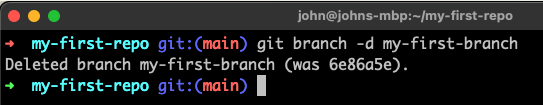 john@johns-mbp:~/my-first-repo
➜ my-first-repo git:(main) git branch -d my-first-branch
Deleted branch my-first-branch (was 6e86a5e).
➜ my-first-repo git:(main)